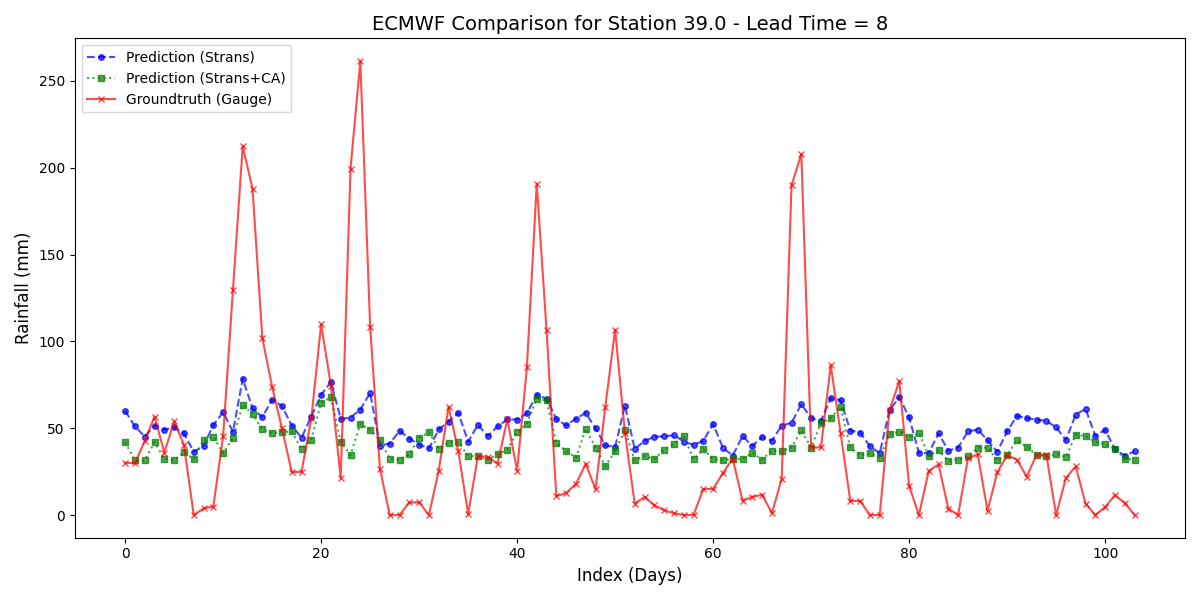 ECMWF Comparison for Station 39.0 - Lead Time = 8
Prediction (Strans)
Prediction (Strans+CA)
Groundtruth (Gauge)
Rainfall (mm)
250
200
150
100
50
0
0 20 40 60 80 100
Index (Days)